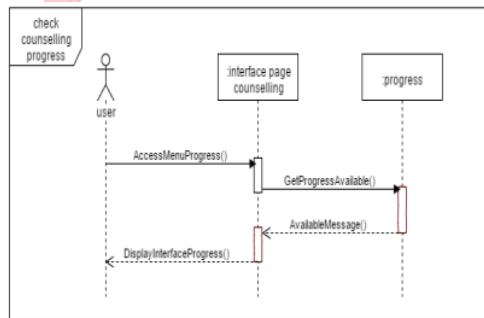 check
counselling
progress
user
:interface page
counselling
:progress
AccessMenuProgress()
GetProgressAvailable()
AvailableMessage()
DisplayInterfaceProgress()